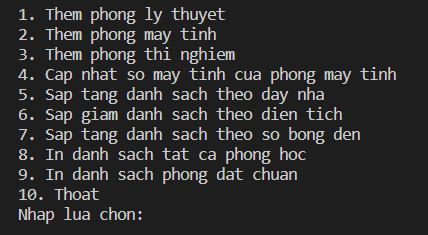 1. Them phong ly thuyet
2. Them phong may tinh
3. Them phong thi nghiem
4. Cap nhat so may tinh cua phong may tinh
5. Sap tang danh sach theo day nha
6. Sap giam danh sach theo dien tich
7. Sap tang danh sach theo so bong den
8. In danh sach tat ca phong hoc
9. In danh sach phong dat chuan
10. Thoat
Nhap lua chon: